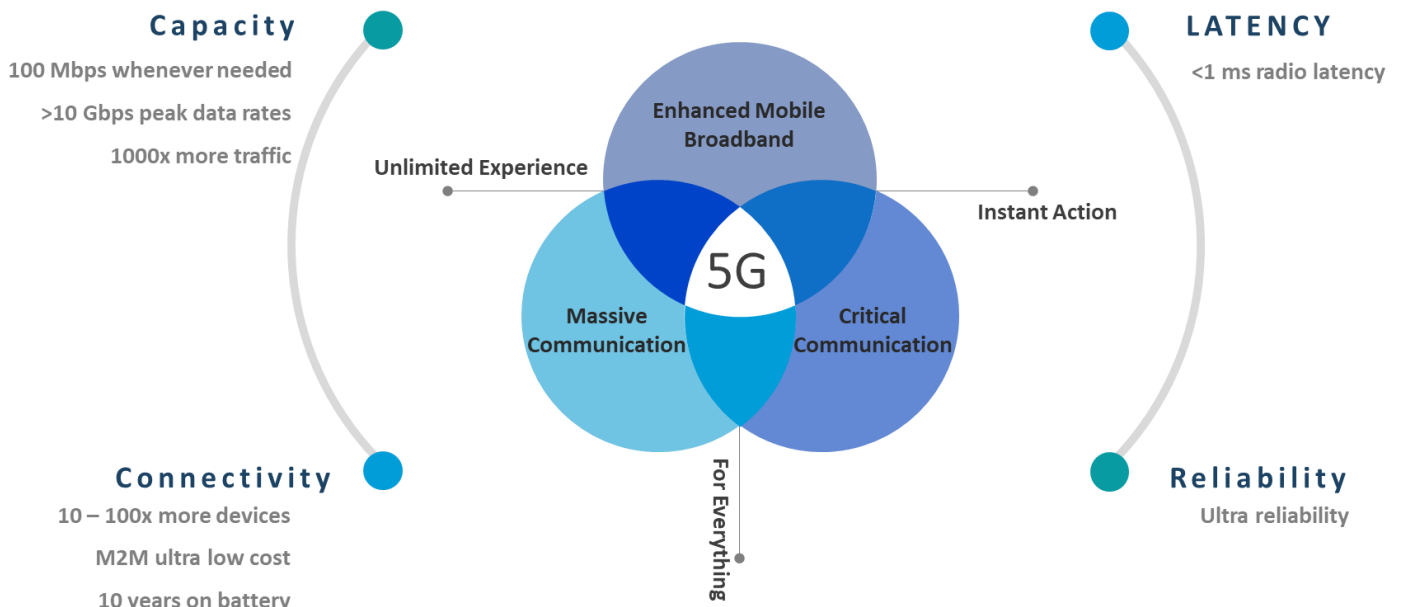 Capacity
100 Mbps whenever needed
>10 Gbps peak data rates
1000x more traffic
LATENCY
<1 ms radio latency
Enhanced Mobile
Broadband
Unlimited Experience
Instant Action
5G
Massive
Communication
Critical
Communication
For Everything
Connectivity
10 – 100x more devices
M2M ultra low cost
10 years on battery
Reliability
Ultra reliability